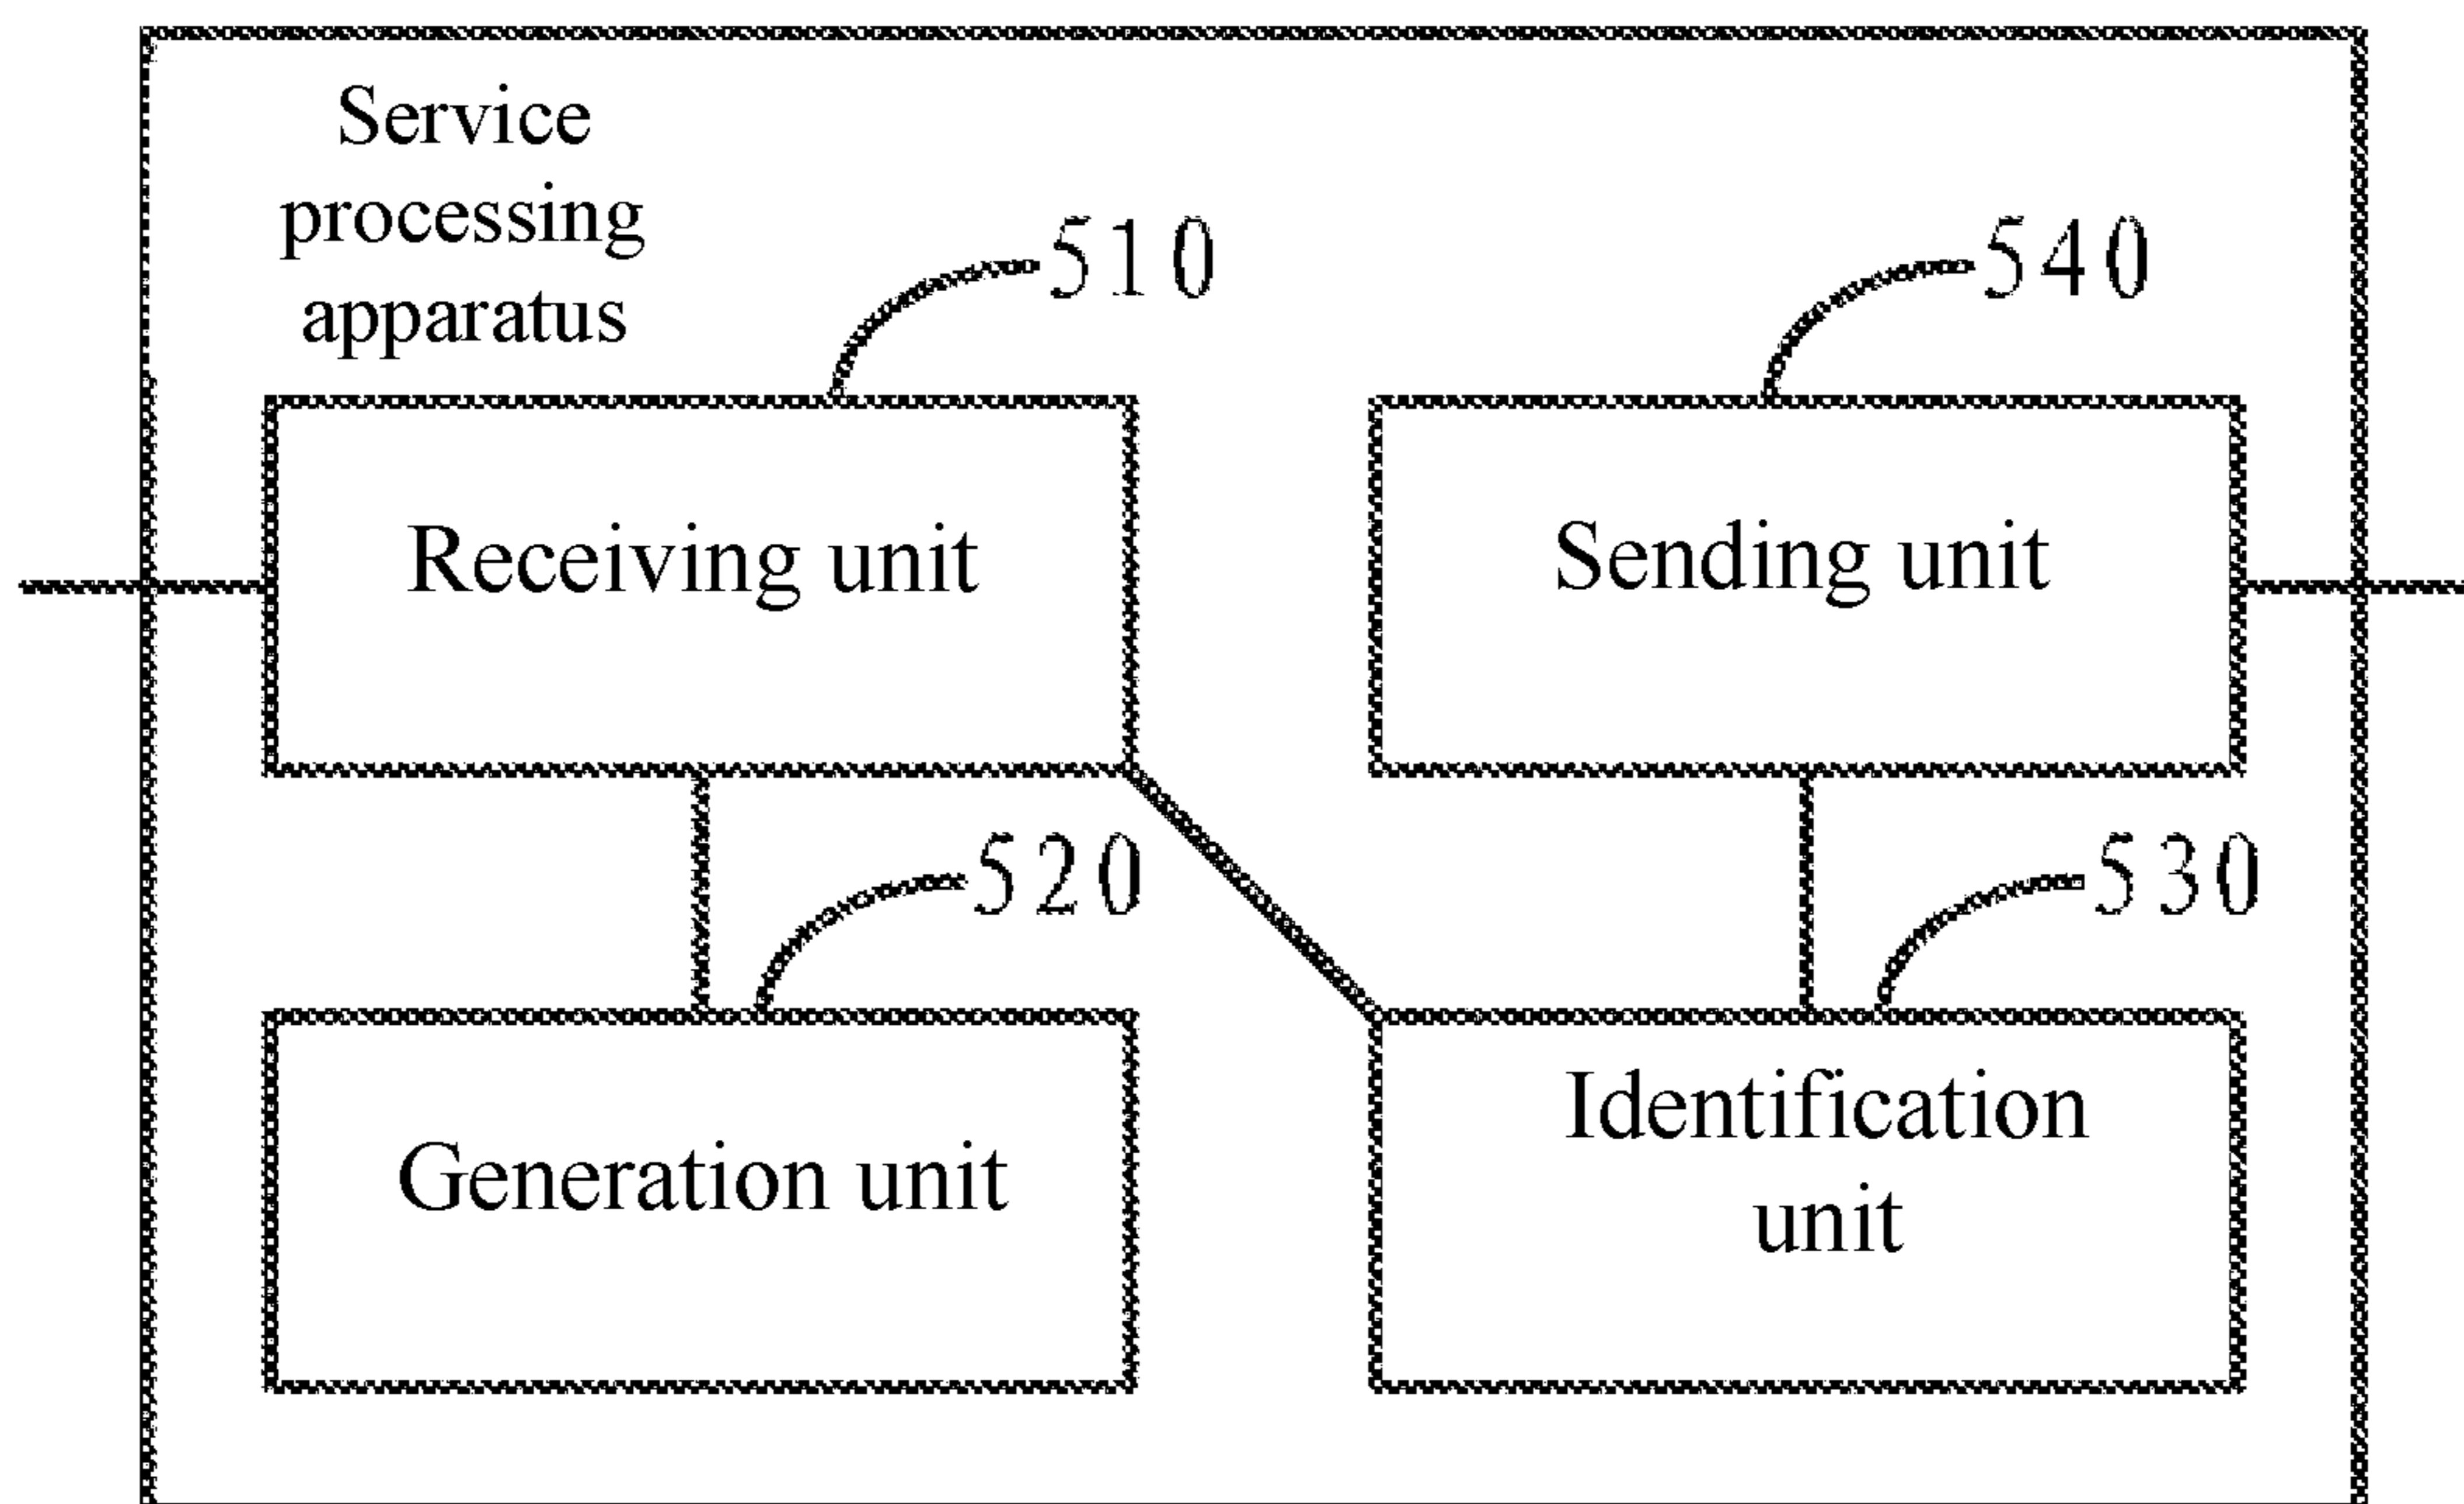 Service
processing
apparatus
510
540
Receiving unit
Sending unit
520
530
Generation unit
Identification
unit